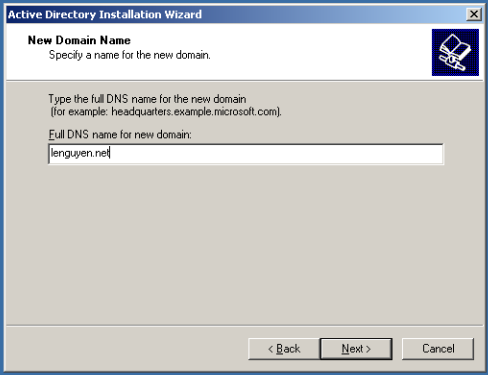 Active Directory Installation Wizard
New Domain Name
Specify a name for the new domain.
Type the full DNS name for the new domain
(for example: headquarters.example.microsoft.com).
Full DNS name for new domain:
lenguyen.net
< Back
Next >
Cancel